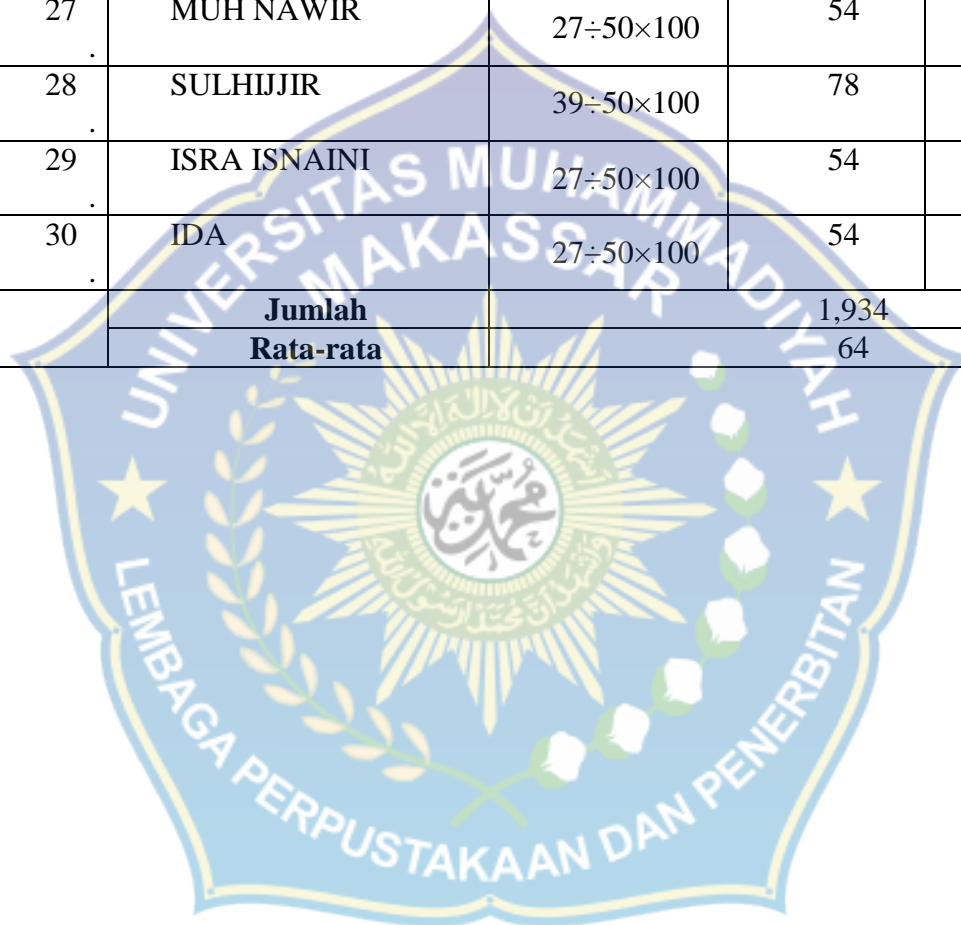 27. MUH NAWIR 27÷50×100 54
28. SULHIJJIR 39÷50×100 78
29. ISRA ISNAINI 27÷50×100 54
30. IDA 27÷50×100 54
Jumlah 1,934
Rata-rata 64
UNIVERSITAS MUHAMMADIYAH
MAKASSAR
محمد
LEMBAGA PERPUSTAKAAN DAN PENERBITAN